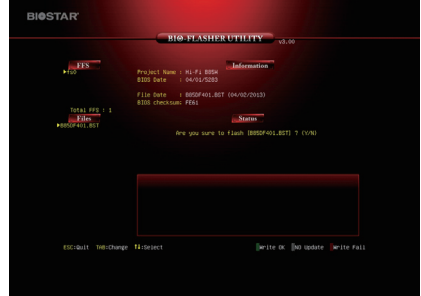 BIOSTAR
BIO-FLASHER UTILITY v3.00
FFS
fs0
Information
Project Name : Hi-Fi B85W
BIOS Date : 04/01/5203
File Date : B85DF401.BST (04/02/2013)
BIOS checksum: FE61
Total FFS : 1
Files
B85DF401.BST
Status
Are you sure to flash (B85DF401.BST) ? (Y/N)
ESC:Quit TAB:Change ↑↓:Select Write OK NO Update Write Fail